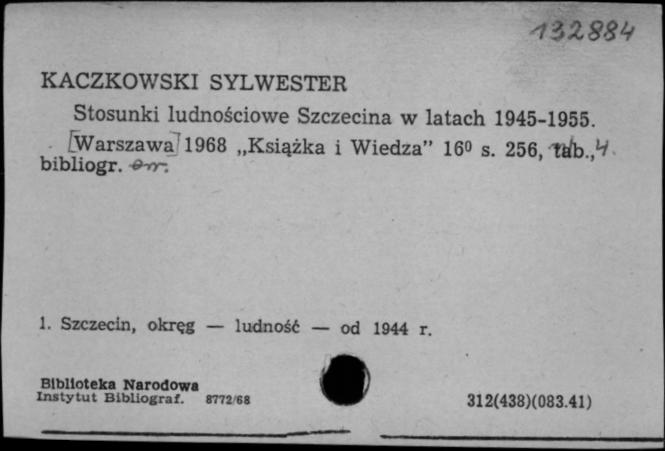 132884
KACZKOWSKI SYLWESTER
Stosunki ludnościowe Szczecina w latach 1945-1955.
[Warszawa] 1968 „Książka i Wiedza” 16⁰ s. 256, tab., 4
bibliogr.
1. Szczecin, okręg — ludność — od 1944 r.
Biblioteka Narodowa
Instytut Bibliograf. 8772/68
312(438)(083.41)